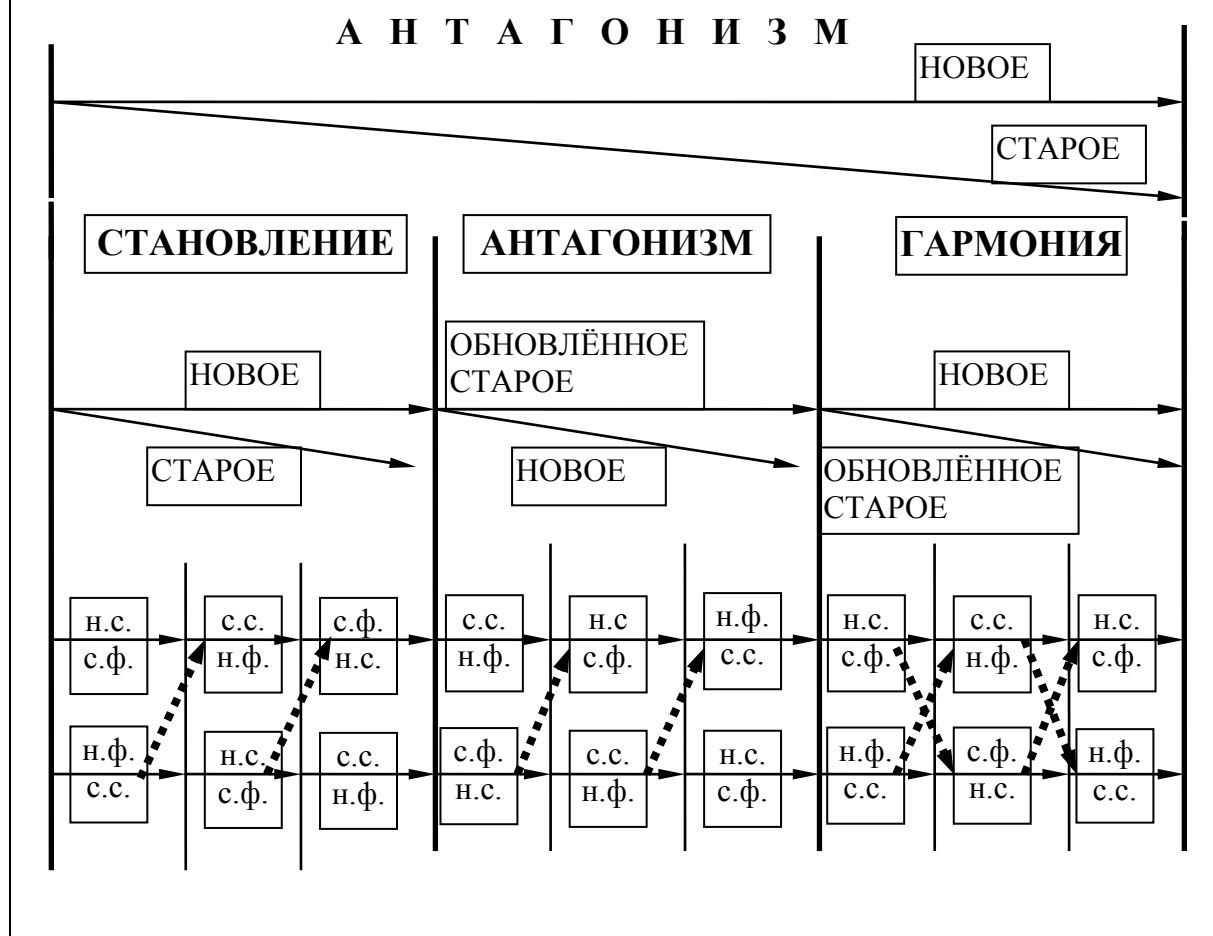 А Н Т А Г О Н И З М
НОВОЕ
СТАРОЕ
СТАНОВЛЕНИЕ
АНТАГОНИЗМ
ГАРМОНИЯ
НОВОЕ
ОБНОВЛЁННОЕ
СТАРОЕ
НОВОЕ
СТАРОЕ
НОВОЕ
ОБНОВЛЁННОЕ
СТАРОЕ
н.с.
с.ф.
с.с.
н.ф.
с.ф.
н.с.
с.с.
н.ф.
н.с
с.ф.
н.ф.
с.с.
н.с.
с.ф.
с.с.
н.ф.
н.с.
с.ф.
н.ф.
с.с.
н.с.
с.ф.
с.с.
н.ф.
с.ф.
н.с.
с.с.
н.ф.
н.с.
с.ф.
н.ф.
с.с.
с.ф.
н.с.
н.ф.
с.с.